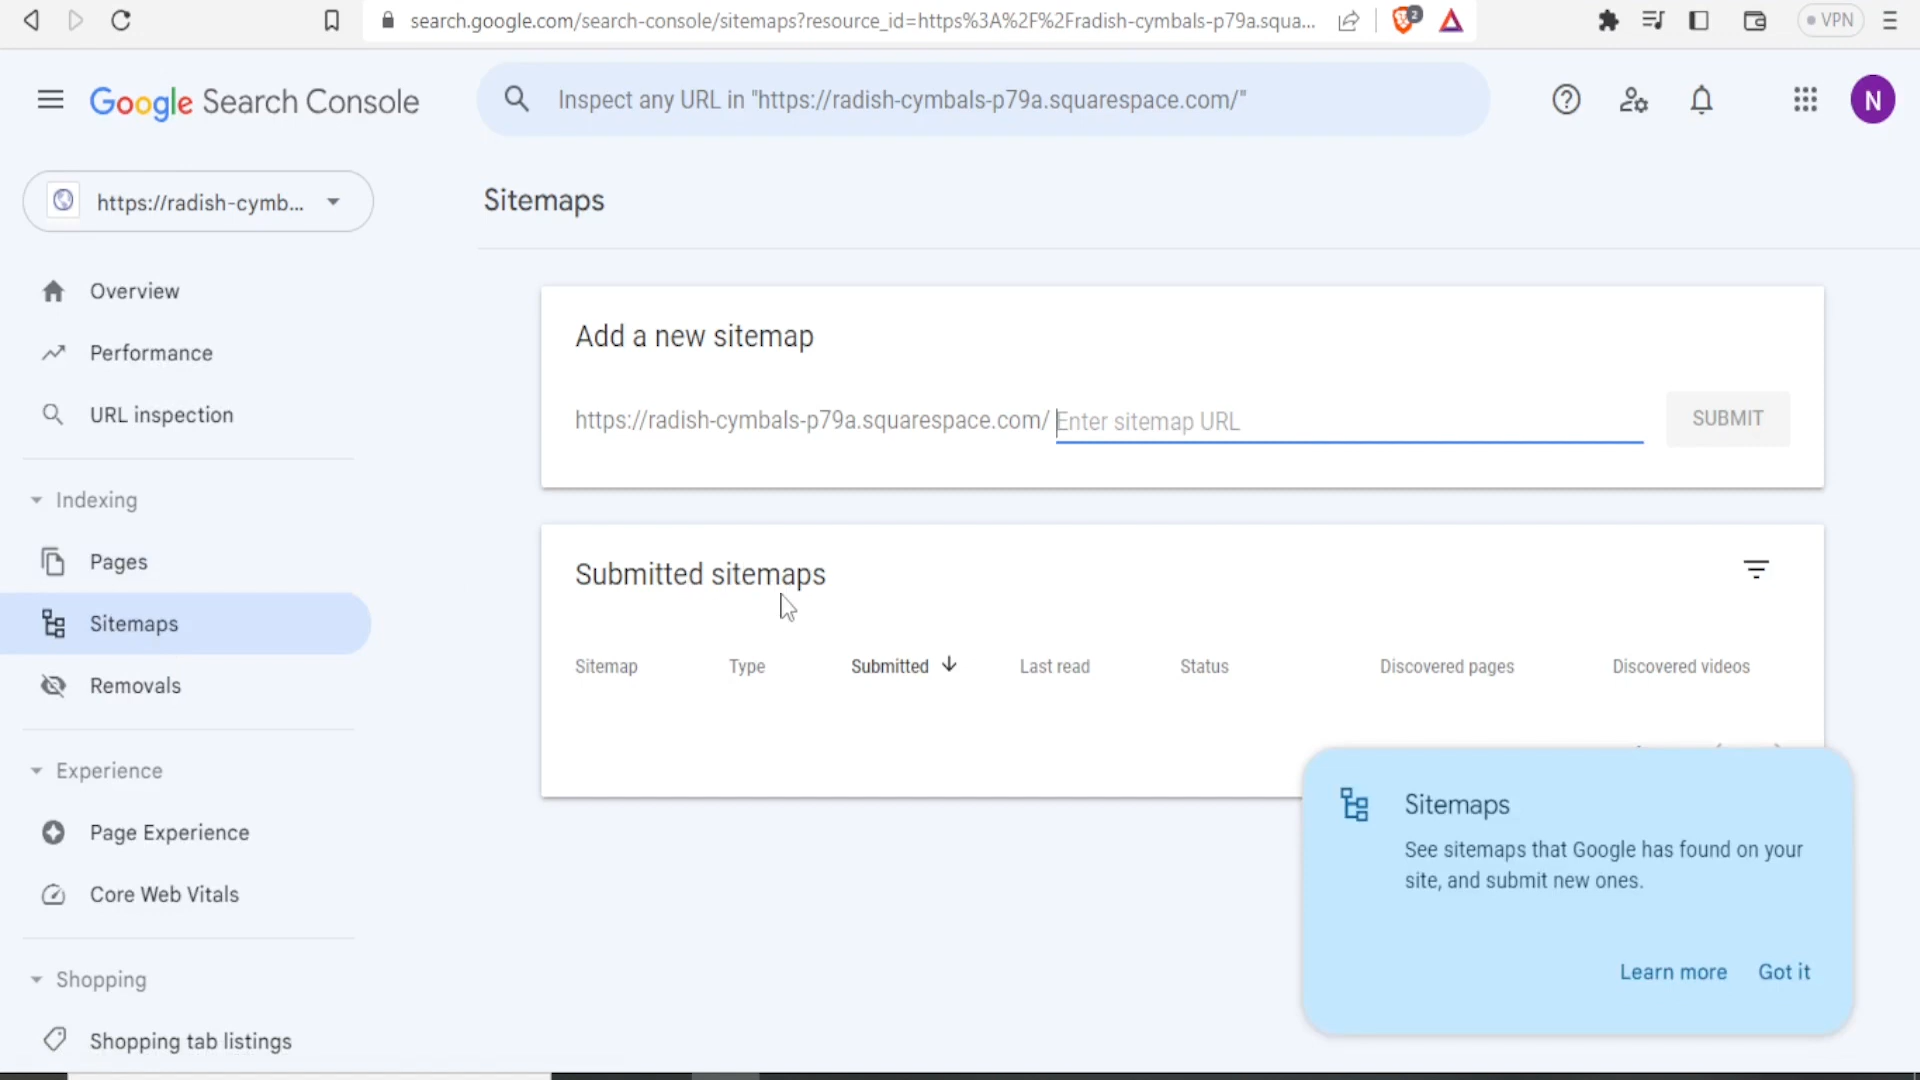 search.google.com/search-console/sitemaps?resource_id=https%3A%2F%2Fradish-cymbals-p79a.squa...
2
VPN
Google Search Console
Inspect any URL in "https://radish-cymbals-p79a.squarespace.com/"
N
https://radish-cymb...
Sitemaps
Overview
Performance
URL inspection
Indexing
Pages
Sitemaps
Removals
Experience
Page Experience
Core Web Vitals
Shopping
Shopping tab listings
Add a new sitemap
https://radish-cymbals-p79a.squarespace.com/ Enter sitemap URL
SUBMIT
Submitted sitemaps
Sitemap Type Submitted Last read Status Discovered pages Discovered videos
Sitemaps
See sitemaps that Google has found on your
site, and submit new ones.
Learn more Got it